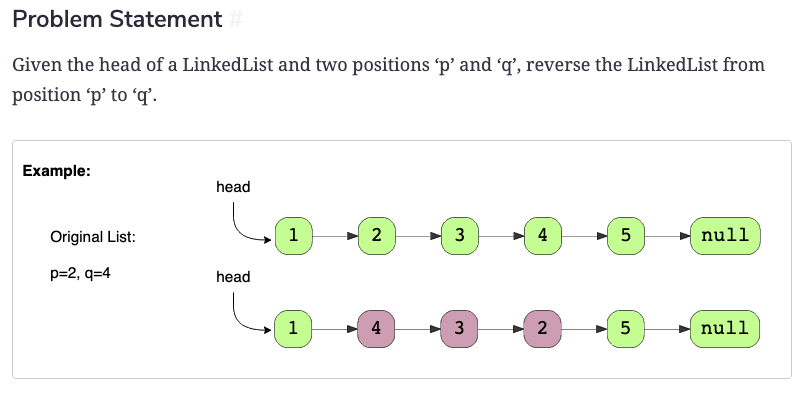 Problem Statement #
Given the head of a LinkedList and two positions ‘p’ and ‘q’, reverse the LinkedList from
position ‘p’ to ‘q’.
Example:
head
Original List:
1 2 3 4 5 null
p=2, q=4
head
1 4 3 2 5 null